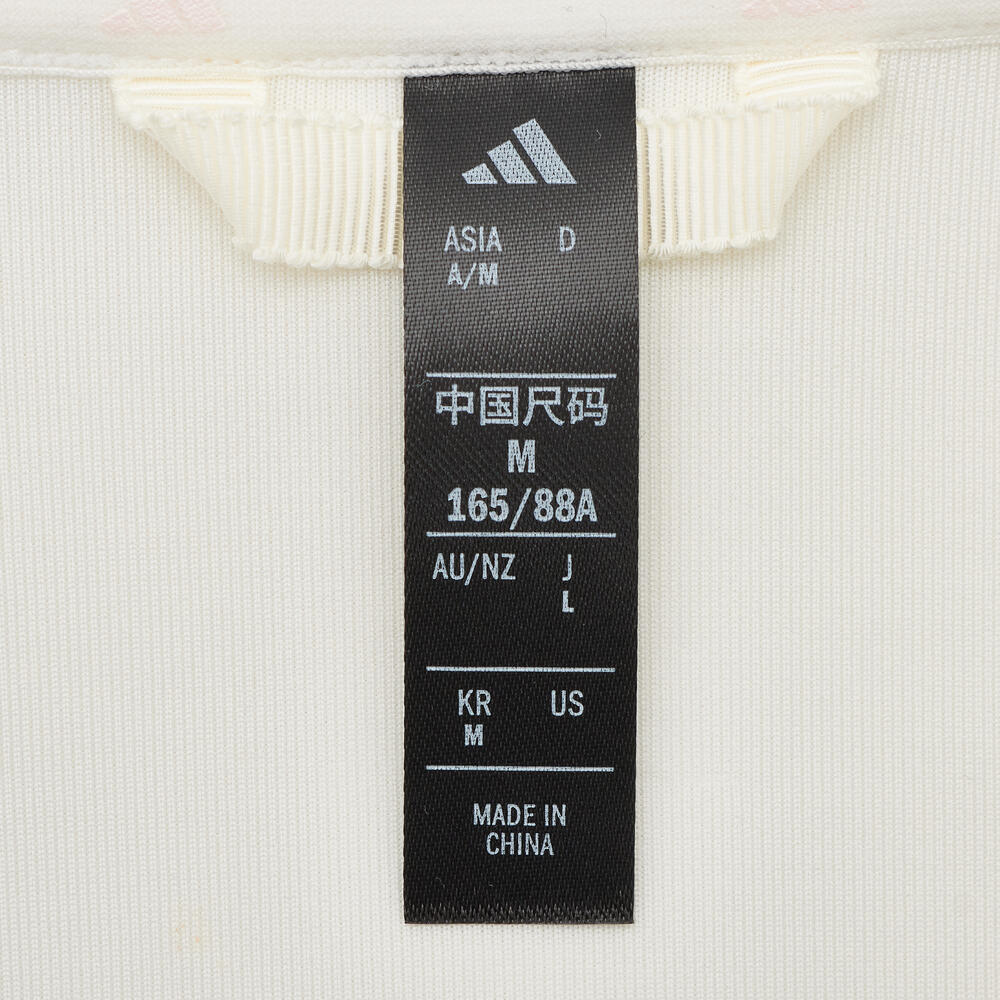 ASIA D
A/M
中国尺码
M
165/88A
AU/NZ J
L
KR US
M
MADE IN
CHINA